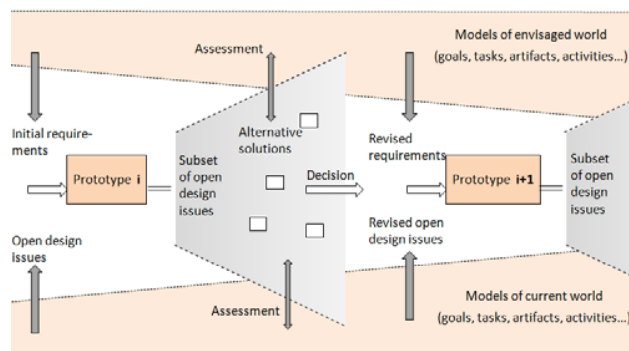 Models of envisaged world
(goals, tasks, artifacts, activities...)
Assessment
Initial require-
ments
Alternative
solutions
Revised
requirements
Prototype i
Subset
of open
design
issues
Decision
Prototype i+1
Subset
of open
design
issues
Open design
issues
Revised open
design issues
Assessment
Models of current world
(goals, tasks, artifacts, activities...)